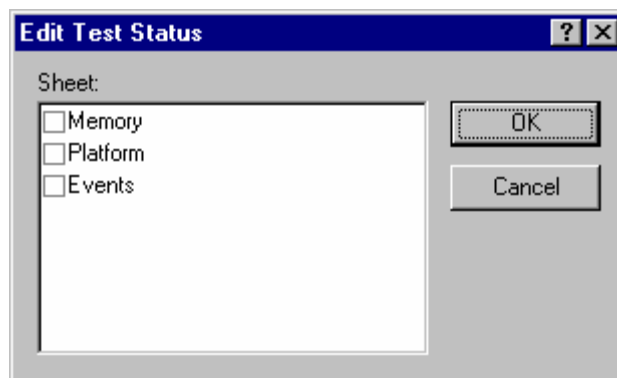 Edit Test Status
Sheet:
Memory
Platform
Events
OK
Cancel